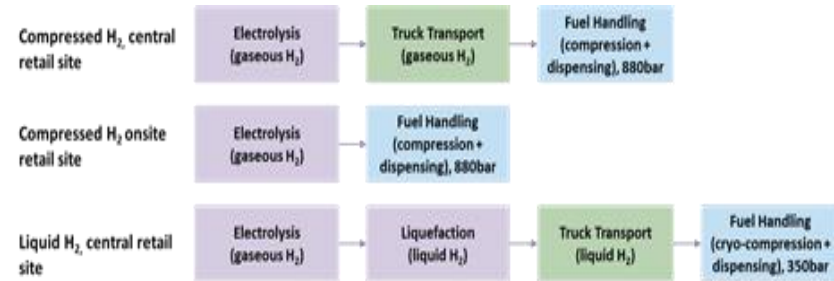 Compressed H₂, central
retail site
Electrolysis
(gaseous H₂)
Truck Transport
(gaseous H₂)
Fuel Handling
(compression +
dispensing), 880bar
Compressed H₂ onsite
retail site
Electrolysis
(gaseous H₂)
Fuel Handling
(compression +
dispensing), 880bar
Liquid H₂, central retail
site
Electrolysis
(gaseous H₂)
Liquefaction
(liquid H₂)
Truck Transport
(liquid H₂)
Fuel Handling
(cryo-compression +
dispensing), 350bar